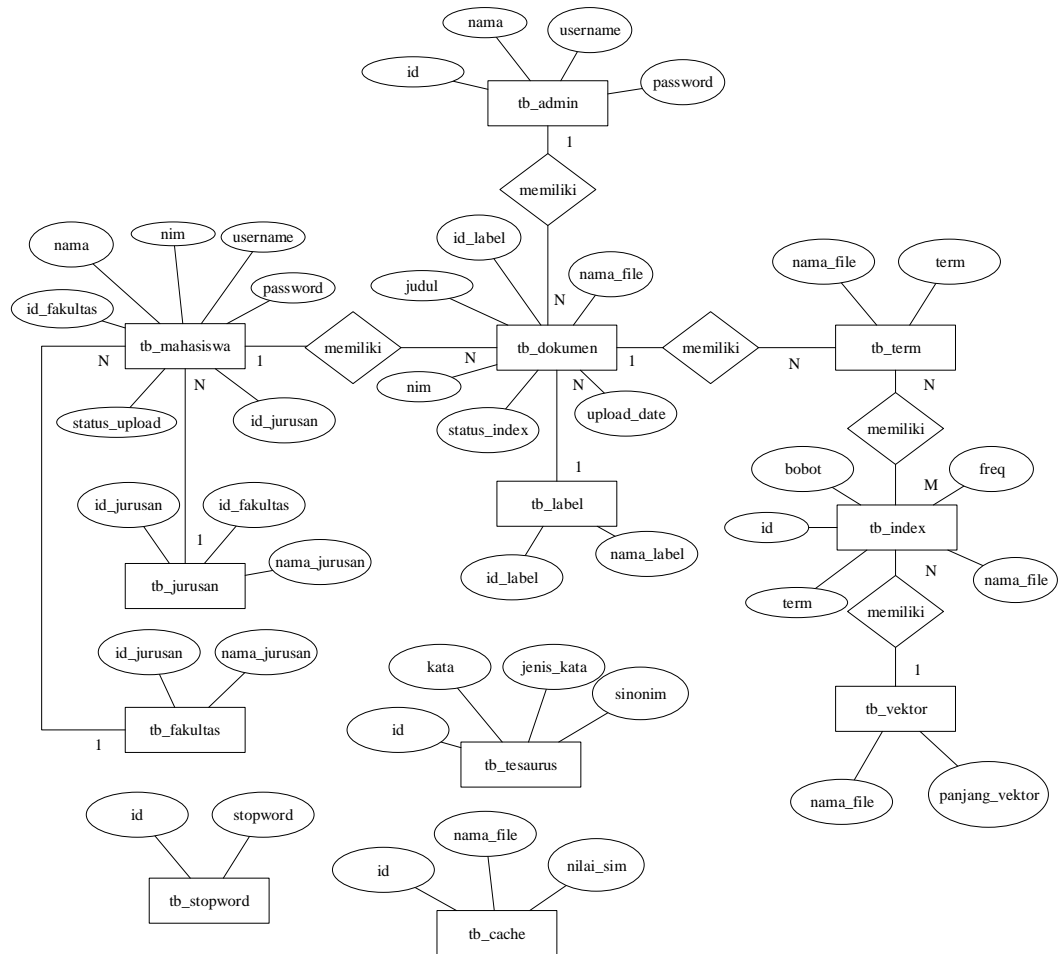 nama
username
id
password
tb_admin
1
memiliki
id_label
nim
username
nama
nama_file
term
nama_file
judul
password
id_fakultas
N
tb_mahasiswa
memiliki
tb_dokumen
memiliki
tb_term
N
1
N
1
N
N
nim
N
N
upload_date
status_upload
id_jurusan
status_index
memiliki
1
bobot
freq
M
id_jurusan
id_fakultas
tb_label
id
tb_index
1
nama_jurusan
nama_label
tb_jurusan
id_label
N
nama_file
term
memiliki
id_jurusan
nama_jurusan
kata
jenis_kata
sinonim
1
tb_fakultas
id
tb_vektor
1
tb_tesaurus
id
stopword
nama_file
panjang_vektor
nama_file
id
nilai_sim
tb_stopword
tb_cache